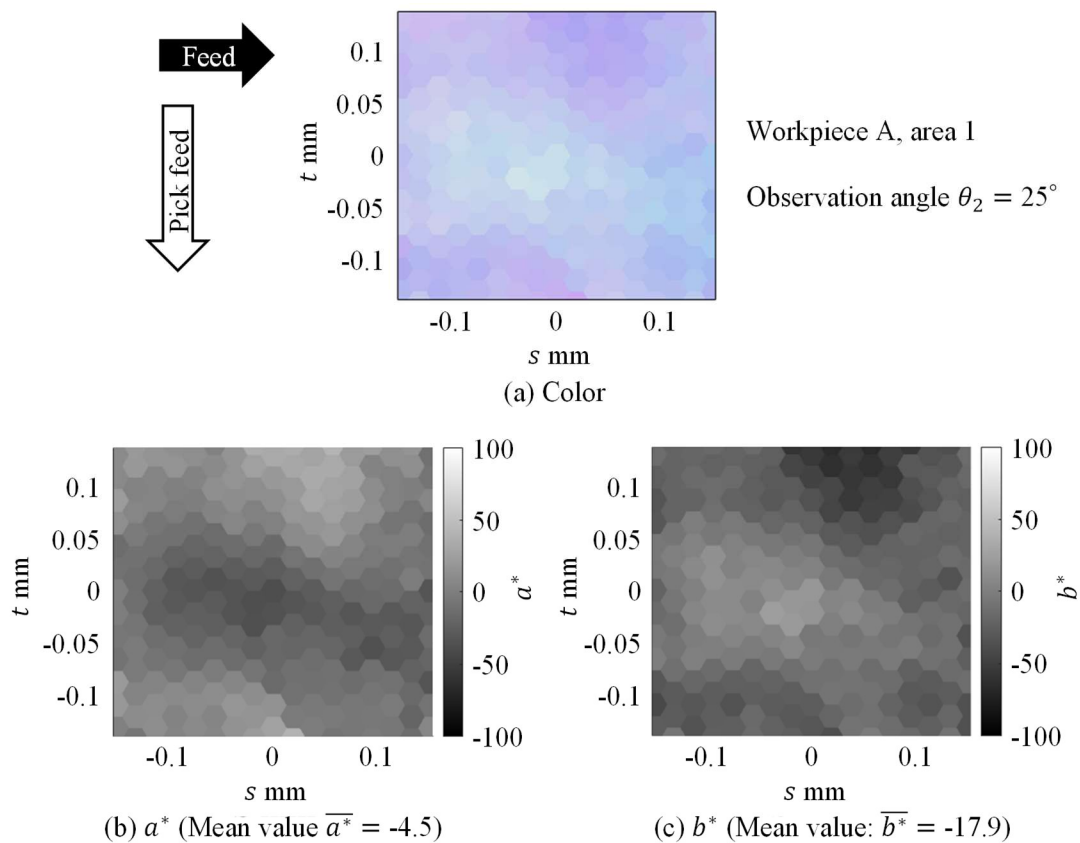 Feed
Pick feed
0.1
0.05
0
-0.05
-0.1
t mm
-0.1 0 0.1
s mm
(a) Color
Workpiece A, area 1
Observation angle θ₂ = 25°
0.1
0.05
0
-0.05
-0.1
t mm
-0.1 0 0.1
s mm
100
50
0
-50
-100
a*
(b) a* (Mean value a̅*̅ = -4.5)
0.1
0.05
0
-0.05
-0.1
t mm
-0.1 0 0.1
s mm
100
50
0
-50
-100
b*
(c) b* (Mean value: b̅*̅ = -17.9)